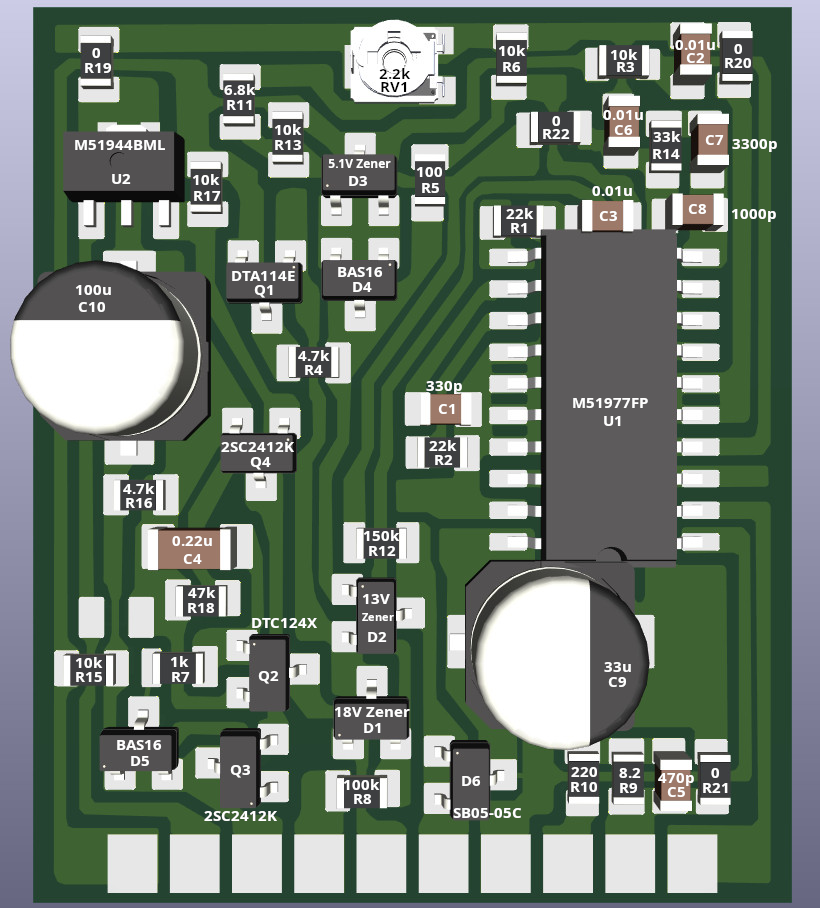 0
R19
2.2k
RV1
10k
R6
10k
R3
0.01u
C2
0
R20
6.8k
R11
10k
R13
0
R22
0.01u
C6
33k
R14
C7
3300p
M51944BML
U2
10k
R17
5.1V Zener
D3
100
R5
22k
R1
0.01u
C3
C8
1000p
DTA114E
Q1
BAS16
D4
100u
C10
4.7k
R4
330p
C1
M51977FP
U1
2SC2412K
Q4
22k
R2
4.7k
R16
0.22u
C4
150k
R12
47k
R18
13V
Zener
D2
DTC124X
Q2
10k
R15
1k
R7
33u
C9
18V Zener
D1
BAS16
D5
Q3
2SC2412K
100k
R8
D6
SB05-05C
220
R10
8.2
R9
470p
C5
0
R21